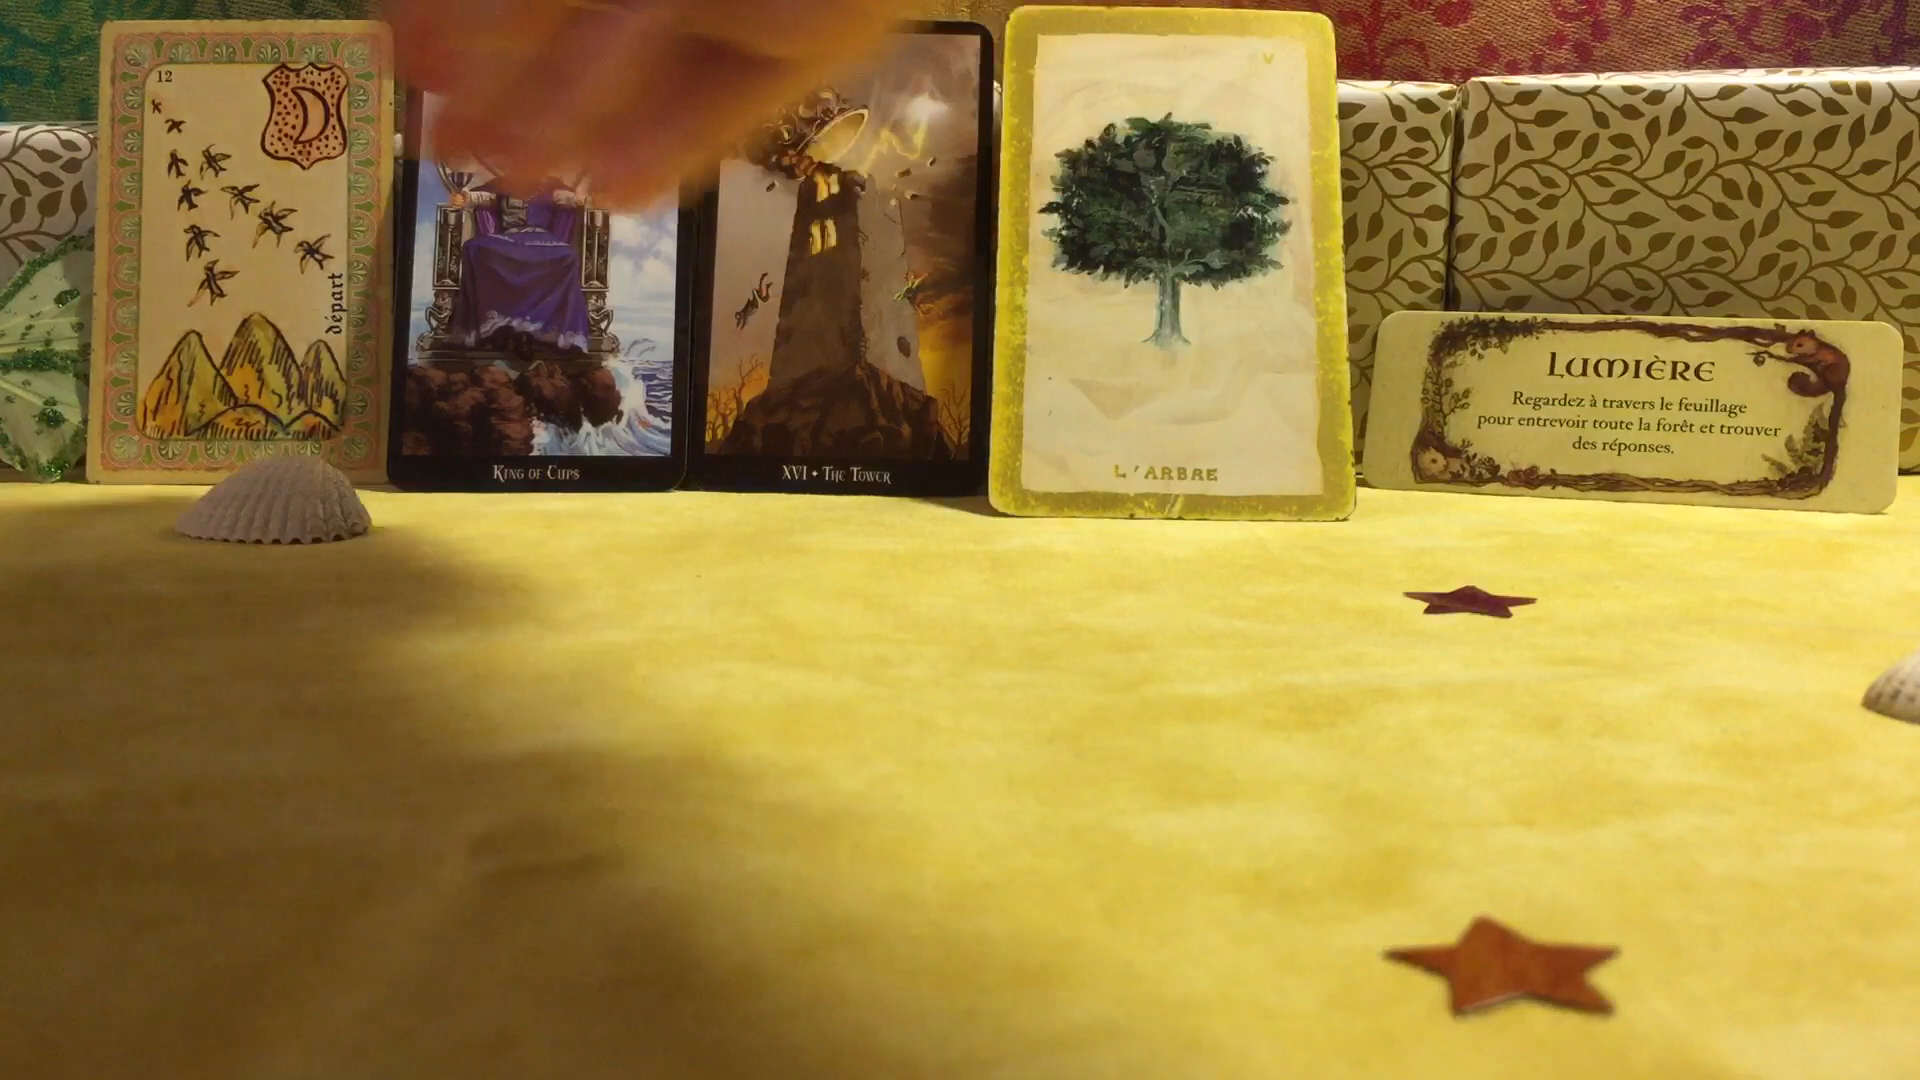 12
départ
King of Cups
XVI • The Tower
V
L'ARBRE
LUMIÈRE
Regardez à travers le feuillage
pour entrevoir toute la forêt et trouver
des réponses.